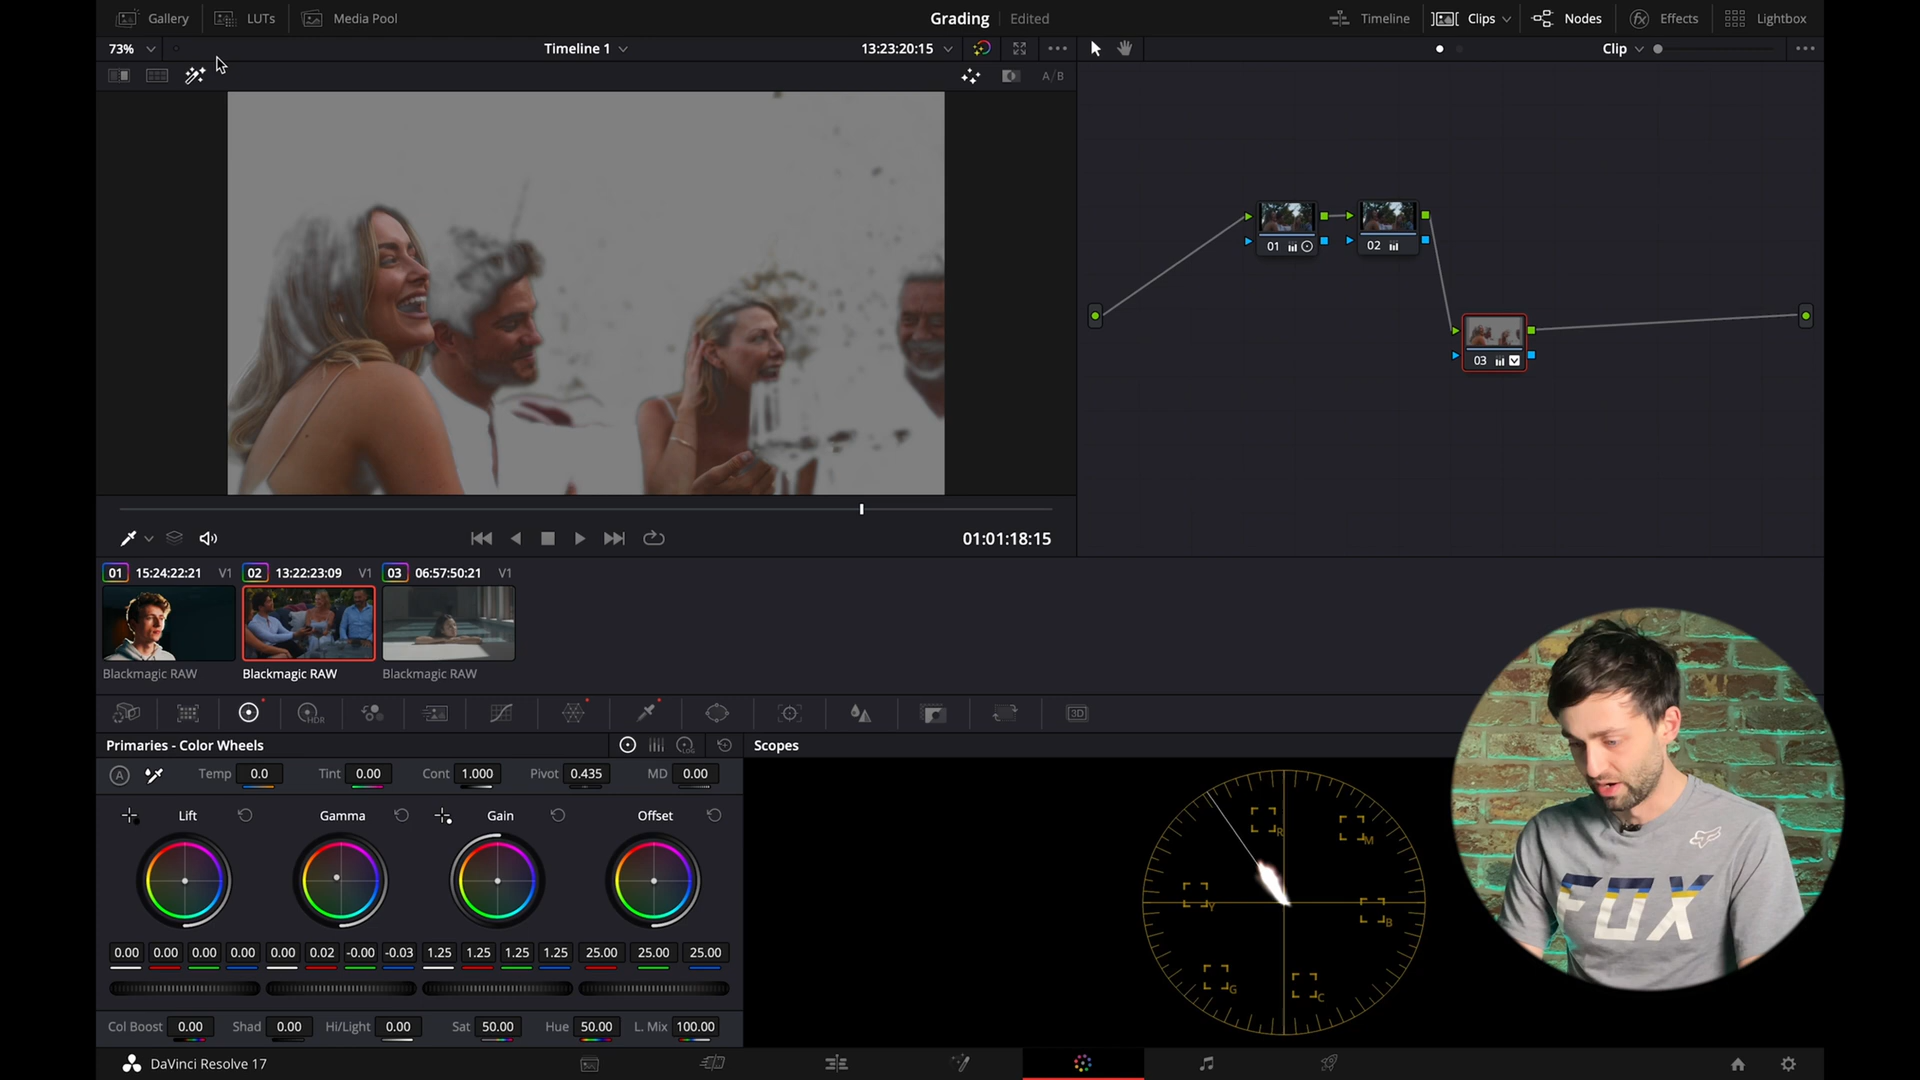 Gallery LUTs Media Pool Grading Edited Timeline Clips Nodes Effects Lightbox
73% Timeline 1 13:23:20:15 Clip
A/B
01 02
03
01:01:18:15
01 15:24:22:21 V1 02 13:22:23:09 V1 03 06:57:50:21 V1
Blackmagic RAW Blackmagic RAW Blackmagic RAW
HDR 3D
Primaries - Color Wheels LOG Scopes
A Temp 0.0 Tint 0.00 Cont 1.000 Pivot 0.435 MD 0.00
Lift Gamma Gain Offset
R M
Y B
G C
FOX
0.00 0.00 0.00 0.00 0.00 0.02 -0.00 -0.03 1.25 1.25 1.25 1.25 25.00 25.00 25.00
Col Boost 0.00 Shad 0.00 Hi/Light 0.00 Sat 50.00 Hue 50.00 L. Mix 100.00
DaVinci Resolve 17